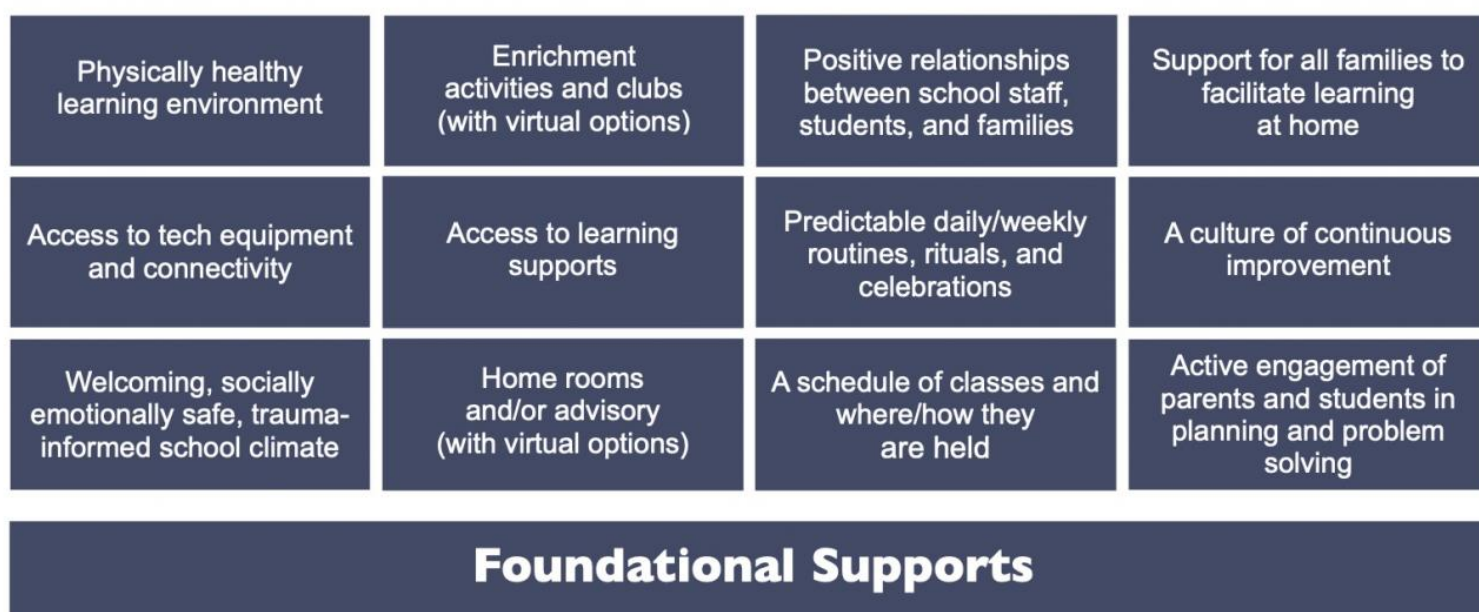 Physically healthy
learning environment
Enrichment
activities and clubs
(with virtual options)
Positive relationships
between school staff,
students, and families
Support for all families to
facilitate learning
at home
Access to tech equipment
and connectivity
Access to learning
supports
Predictable daily/weekly
routines, rituals, and
celebrations
A culture of continuous
improvement
Welcoming, socially
emotionally safe, trauma-
informed school climate
Home rooms
and/or advisory
(with virtual options)
A schedule of classes and
where/how they
are held
Active engagement of
parents and students in
planning and problem
solving
Foundational Supports